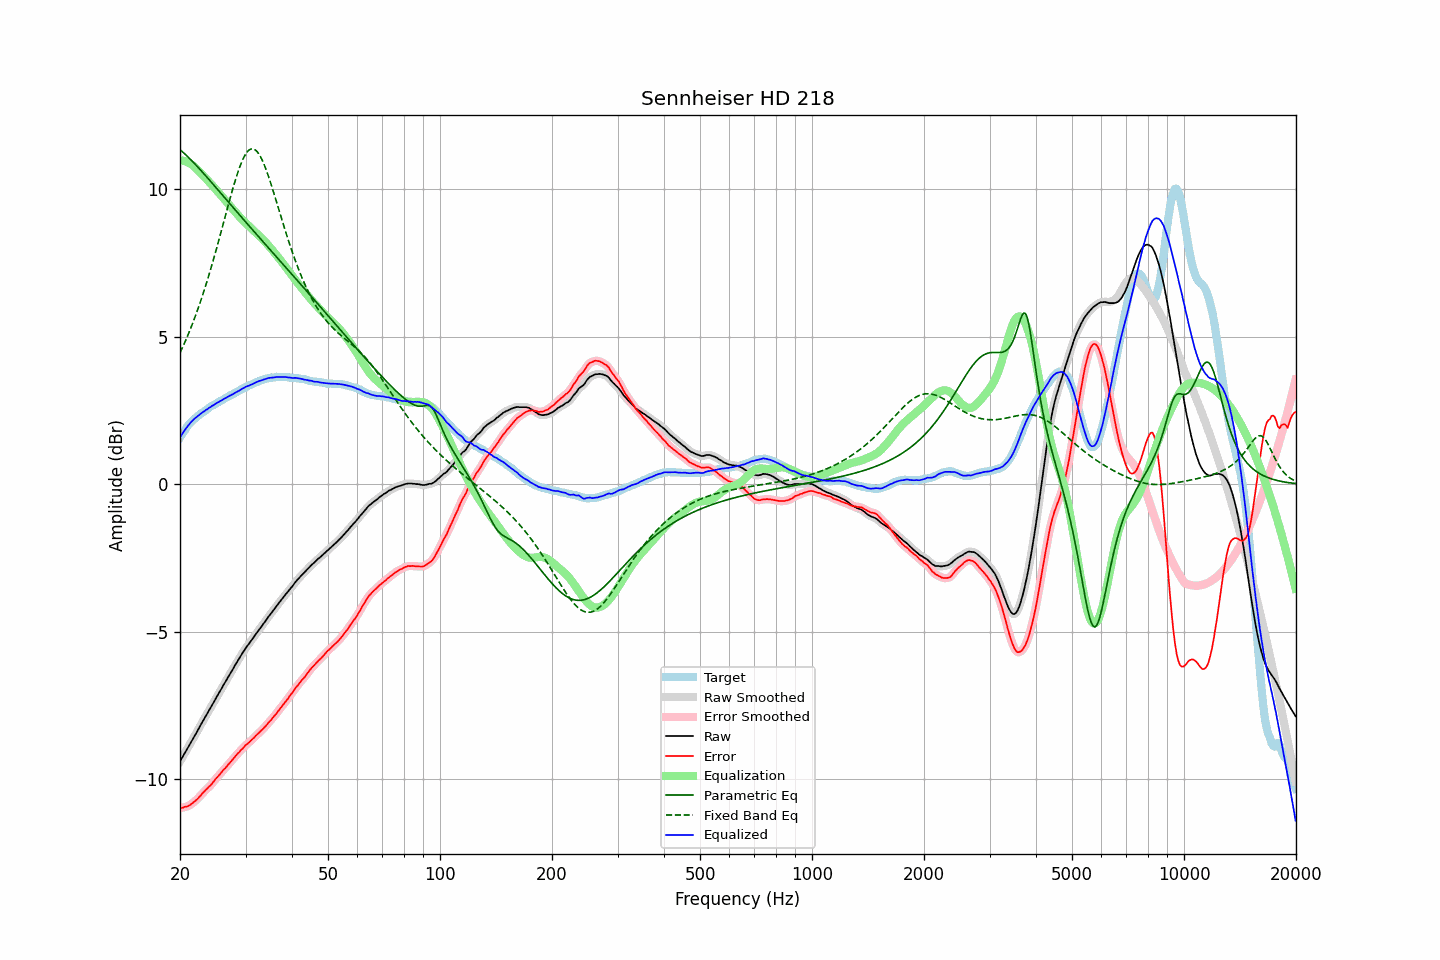 Sennheiser HD 218
Amplitude (dBr)
10
5
0
−5
−10
Target
Raw Smoothed
Error Smoothed
Raw
Error
Equalization
Parametric Eq
Fixed Band Eq
Equalized
20 50 100 200 500 1000 2000 5000 10000 20000
Frequency (Hz)